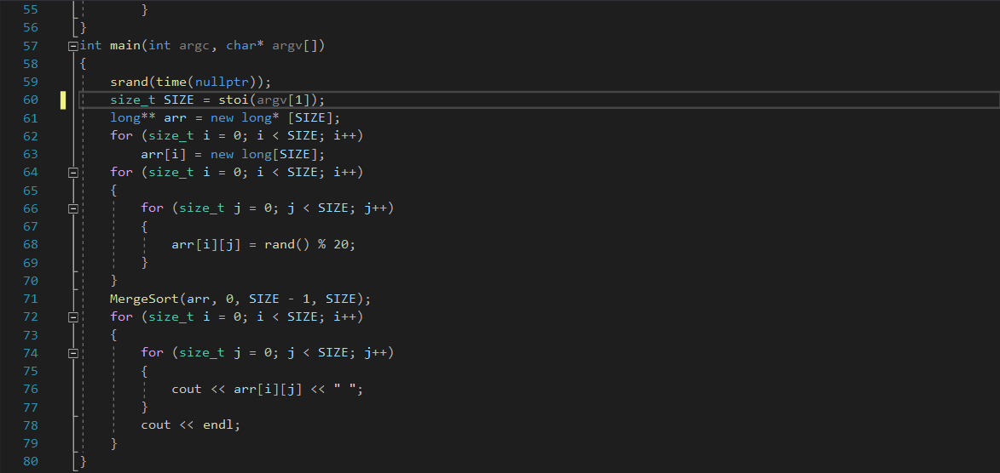 55 }
56 }
57 int main(int argc, char* argv[])
58 {
59 srand(time(nullptr));
60 size_t SIZE = stoi(argv[1]);
61 long** arr = new long* [SIZE];
62 for (size_t i = 0; i < SIZE; i++)
63 arr[i] = new long[SIZE];
64 for (size_t i = 0; i < SIZE; i++)
65 {
66 for (size_t j = 0; j < SIZE; j++)
67 {
68 arr[i][j] = rand() % 20;
69 }
70 }
71 MergeSort(arr, 0, SIZE - 1, SIZE);
72 for (size_t i = 0; i < SIZE; i++)
73 {
74 for (size_t j = 0; j < SIZE; j++)
75 {
76 cout << arr[i][j] << " ";
77 }
78 cout << endl;
79 }
80 }